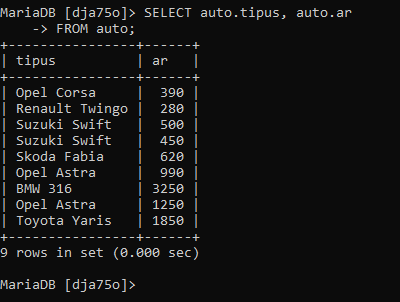 MariaDB [dja75o]> SELECT auto.tipus, auto.ar
    -> FROM auto;
+----------------+------+
| tipus          | ar   |
+----------------+------+
| Opel Corsa     |  390 |
| Renault Twingo |  280 |
| Suzuki Swift   |  500 |
| Suzuki Swift   |  450 |
| Skoda Fabia    |  620 |
| Opel Astra     |  990 |
| BMW 316        | 3250 |
| Opel Astra     | 1250 |
| Toyota Yaris   | 1850 |
+----------------+------+
9 rows in set (0.000 sec)

MariaDB [dja75o]>